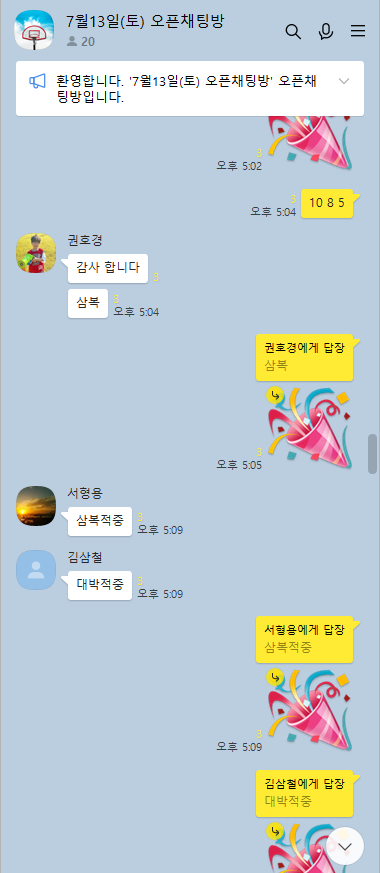 7월13일(토) 오픈채팅방
20
환영합니다. '7월13일(토) 오픈채팅방' 오픈채
팅방입니다.
3
오후 5:02
3
오후 5:04
10 8 5
권호경
감사 합니다
3
삼복
3
오후 5:04
권호경에게 답장
삼복
3
오후 5:05
서형용
삼복적중
3
오후 5:09
김삼철
대박적중
3
오후 5:09
서형용에게 답장
삼복적중
3
오후 5:09
김삼철에게 답장
대박적중